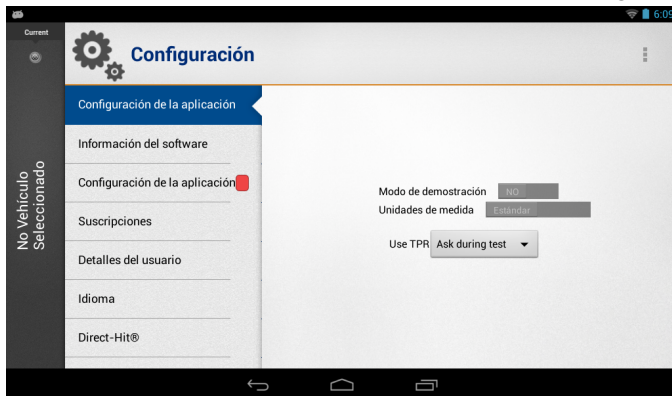 6:09
Current
Configuración
No Vehículo
Seleccionado
Configuración de la aplicación
Información del software
Configuración de la aplicación
Suscripciones
Detalles del usuario
Idioma
Direct-Hit®
Modo de demostración NO
Unidades de medida Estándar
Use TPR Ask during test